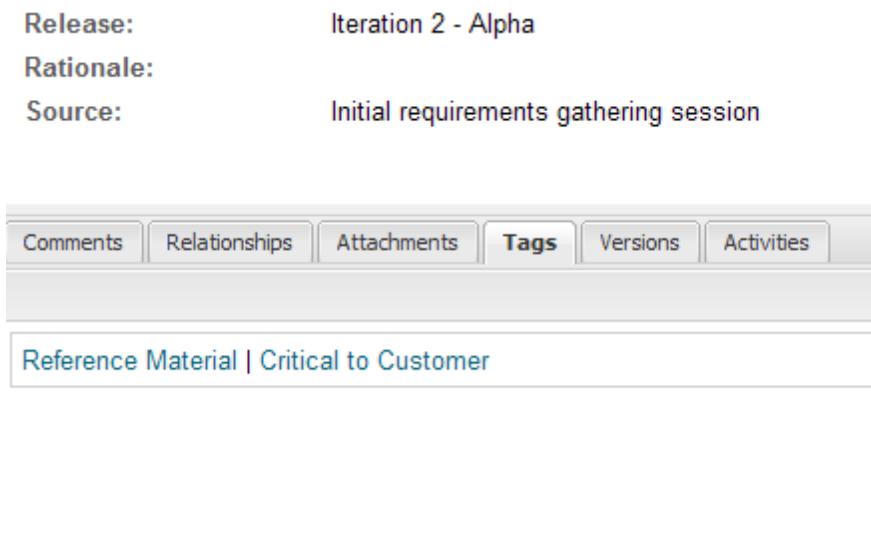 Release: Iteration 2 - Alpha
Rationale:
Source: Initial requirements gathering session
Comments Relationships Attachments Tags Versions Activities
Reference Material | Critical to Customer